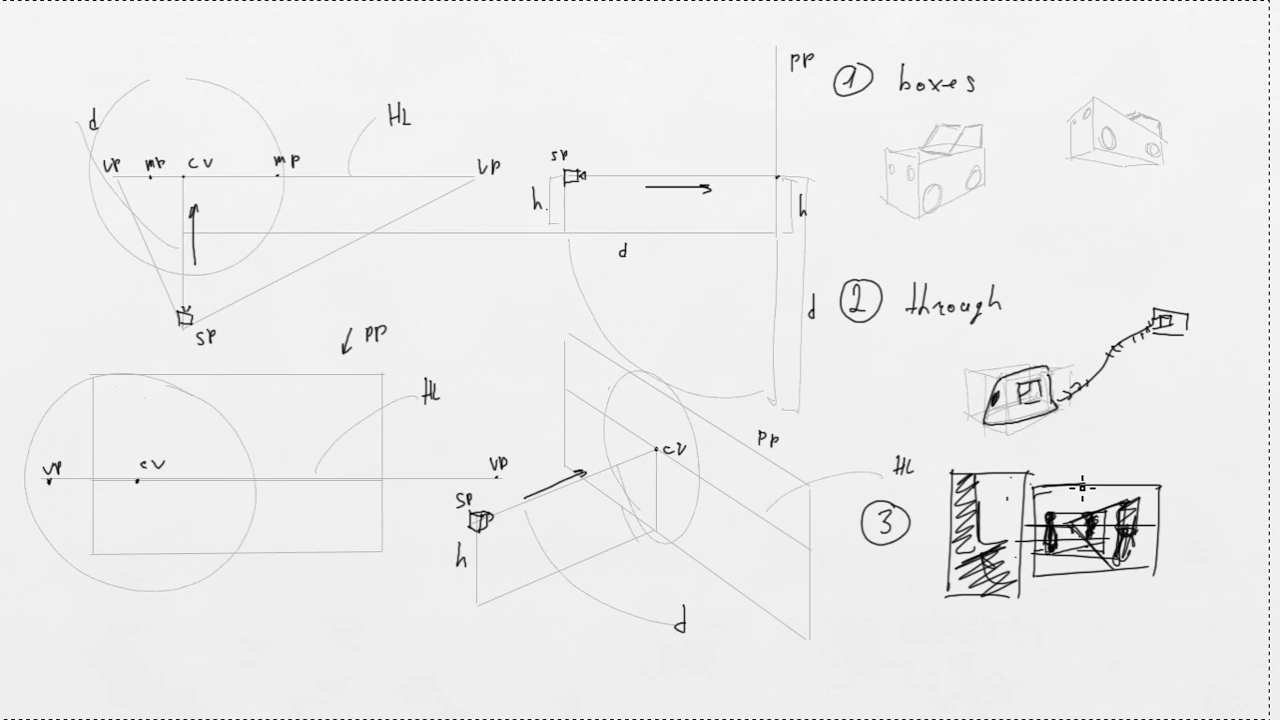 d
HL
VP MP CV MP VP
SP
SP
h
d
PP
h
d
PP
HL
VP CV VP
SP
h
CV
PP
HL
d
1 boxes
2 through
3